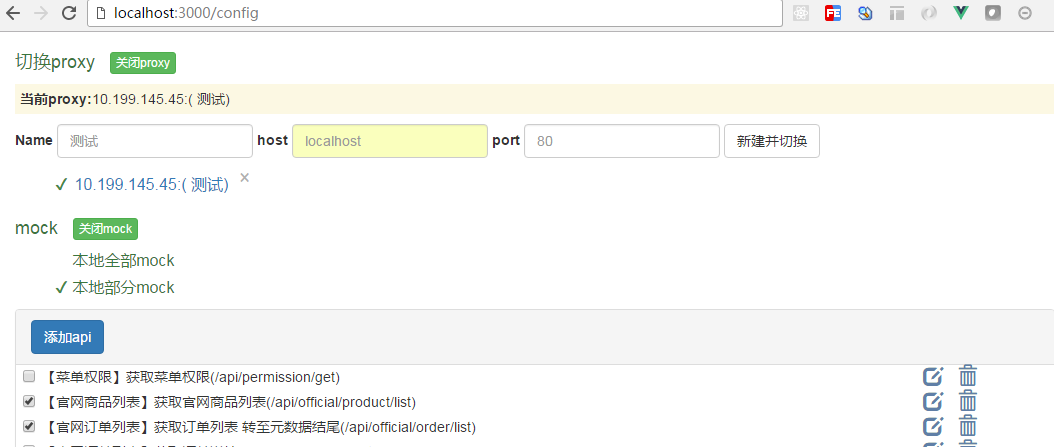 localhost:3000/config
切换proxy 关闭proxy
当前proxy:10.199.145.45:( 测试)
Name 测试 host localhost port 80 新建并切换
✓ 10.199.145.45:( 测试) ×
mock 关闭mock
本地全部mock
✓ 本地部分mock
添加api
【菜单权限】获取菜单权限(/api/permission/get)
【官网商品列表】获取官网商品列表(/api/official/product/list)
【官网订单列表】获取订单列表 转至元数据结尾(/api/official/order/list)